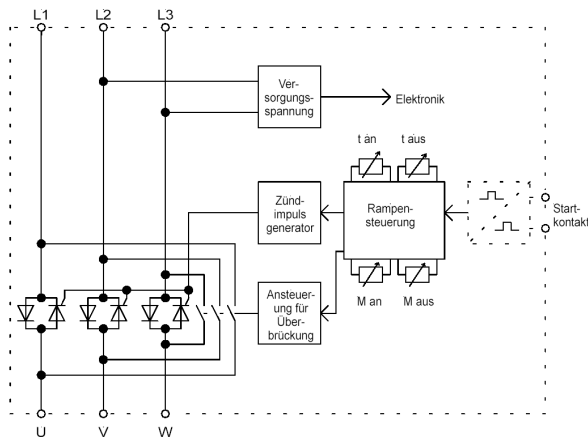 L1 L2 L3
Ver-
sorgungs-
spannung
Elektronik
t an t aus
Zünd-
impuls
generator
Rampen-
steuerung
Start-
kontakt
Ansteuer-
ung für
Über-
brückung
M an M aus
U V W